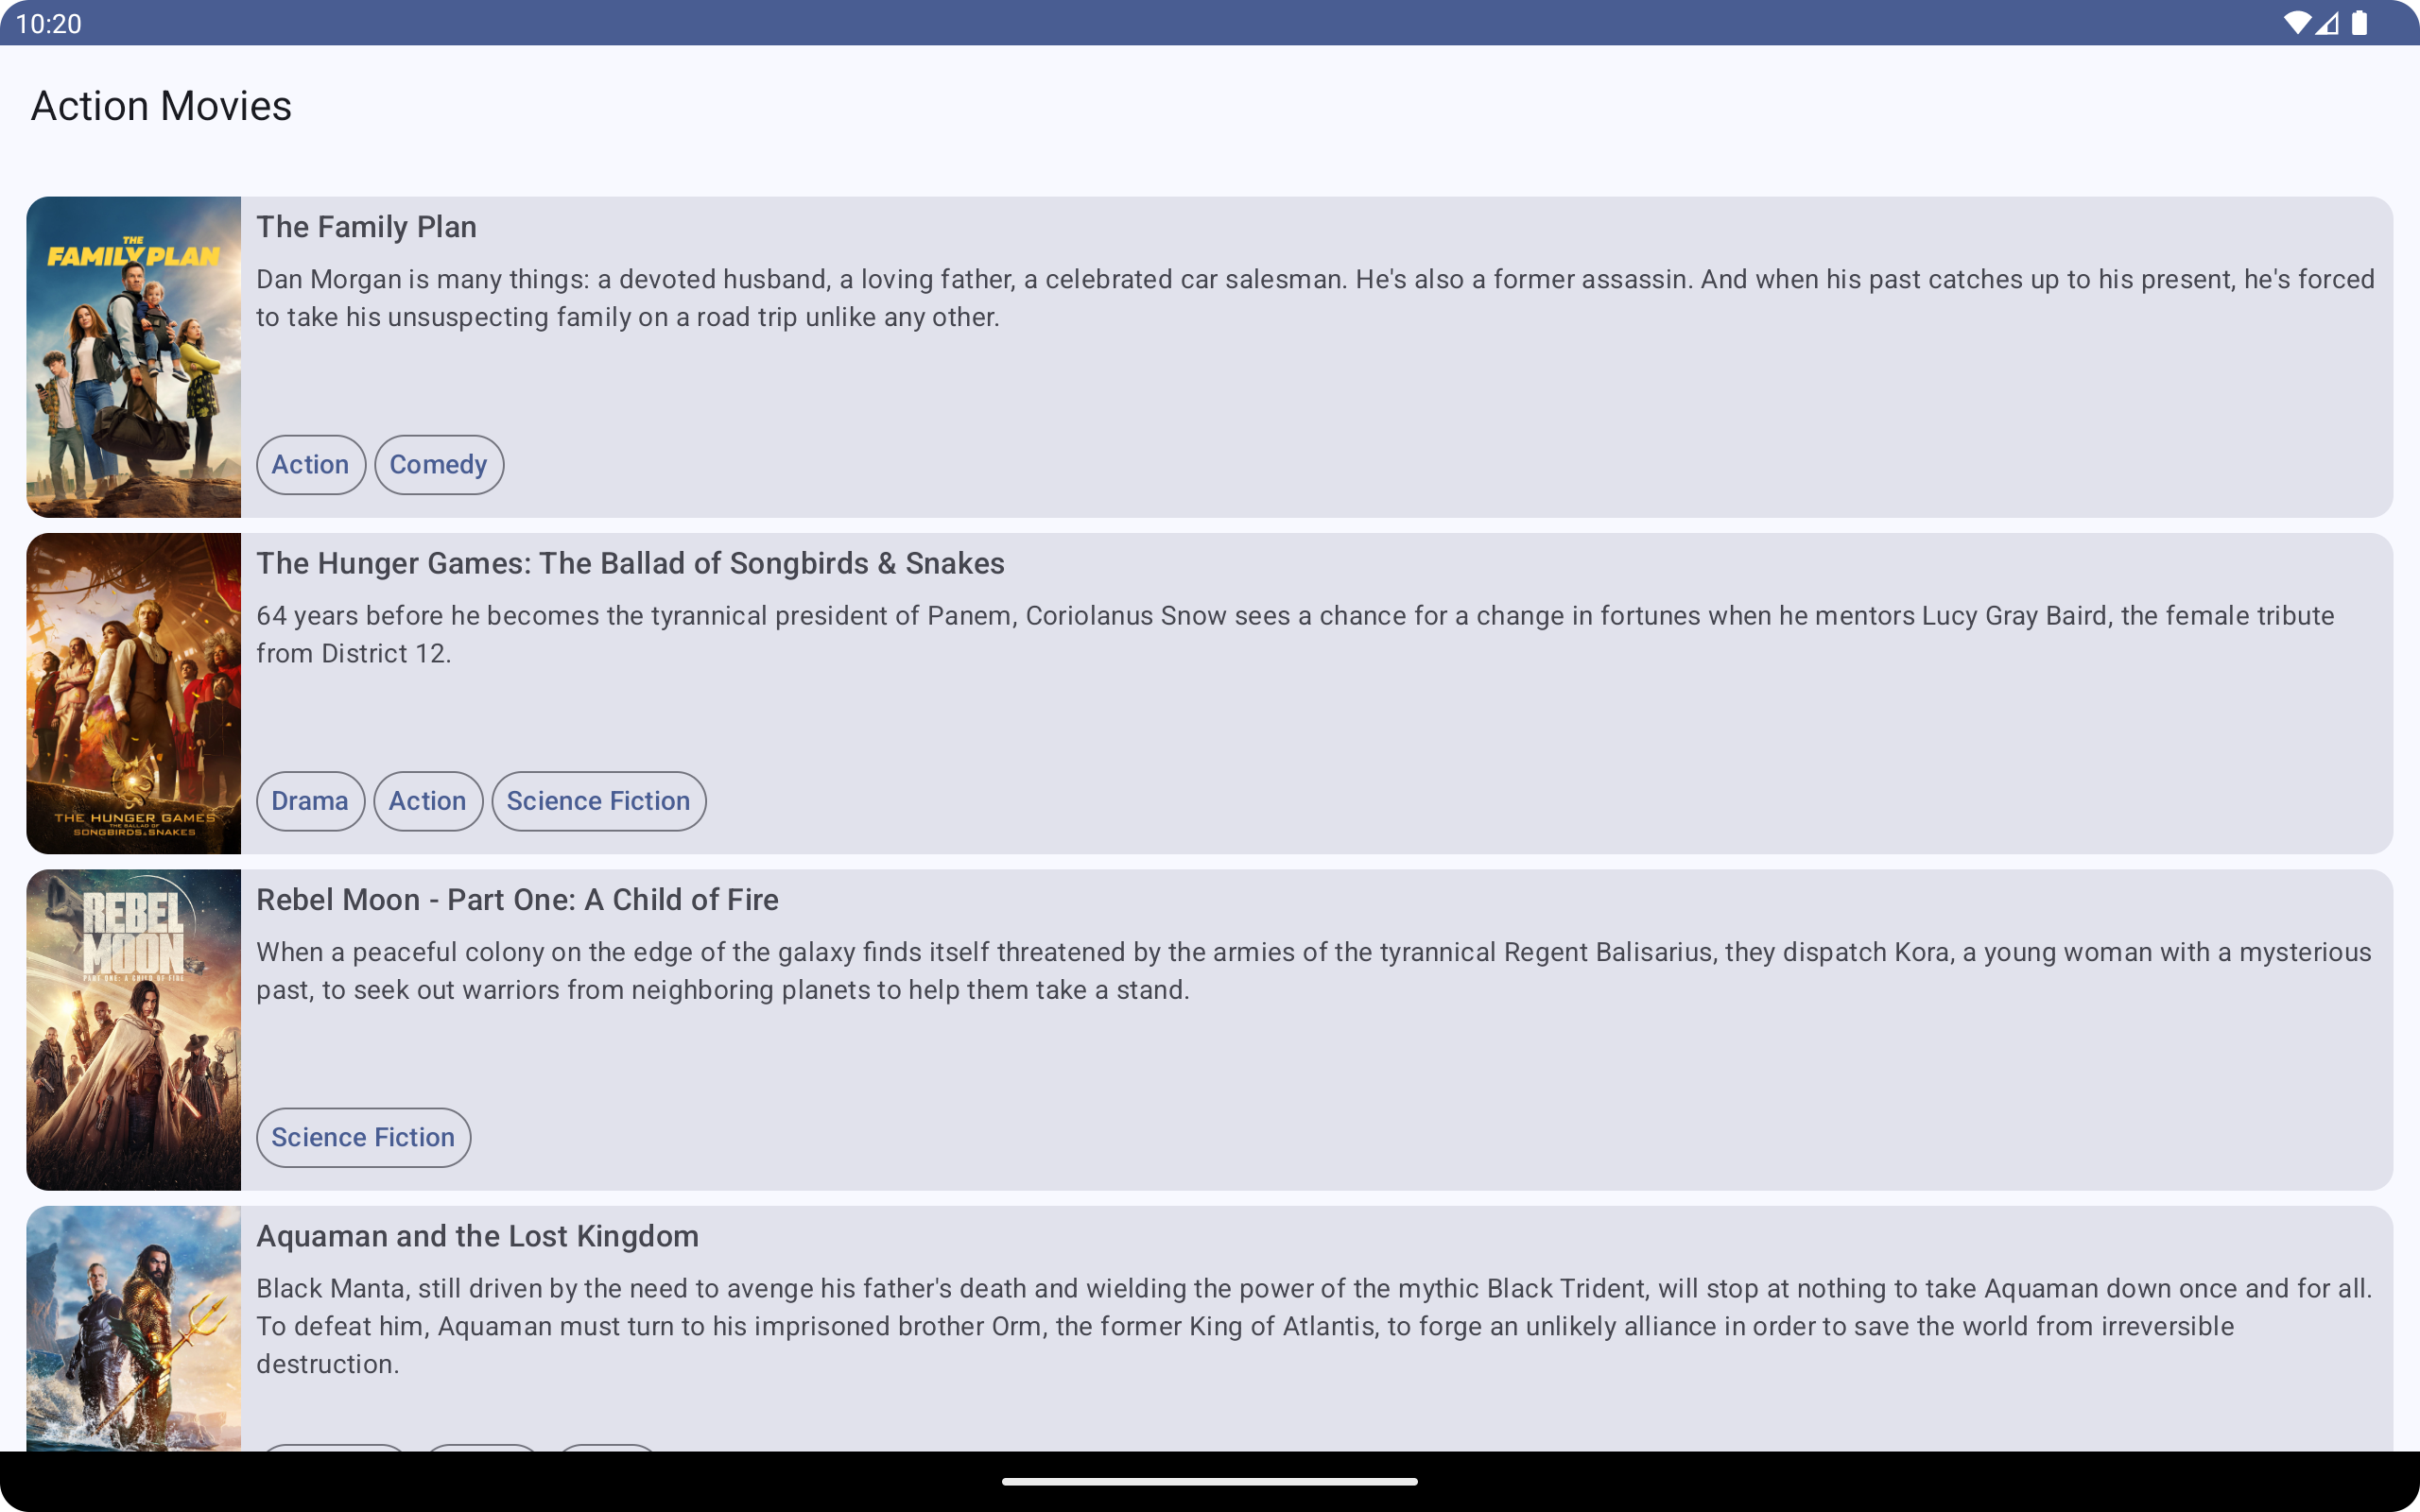 10:20
Action Movies
THE
FAMILY PLAN
The Family Plan
Dan Morgan is many things: a devoted husband, a loving father, a celebrated car salesman. He's also a former assassin. And when his past catches up to his present, he's forced
to take his unsuspecting family on a road trip unlike any other.
Action Comedy
The Hunger Games: The Ballad of Songbirds & Snakes
64 years before he becomes the tyrannical president of Panem, Coriolanus Snow sees a chance for a change in fortunes when he mentors Lucy Gray Baird, the female tribute
from District 12.
Drama Action Science Fiction
THE HUNGER GAMES
THE BALLAD OF
SONGBIRDS & SNAKES
REBEL
MOON
PART ONE: A CHILD OF FIRE
Rebel Moon - Part One: A Child of Fire
When a peaceful colony on the edge of the galaxy finds itself threatened by the armies of the tyrannical Regent Balisarius, they dispatch Kora, a young woman with a mysterious
past, to seek out warriors from neighboring planets to help them take a stand.
Science Fiction
Aquaman and the Lost Kingdom
Black Manta, still driven by the need to avenge his father's death and wielding the power of the mythic Black Trident, will stop at nothing to take Aquaman down once and for all.
To defeat him, Aquaman must turn to his imprisoned brother Orm, the former King of Atlantis, to forge an unlikely alliance in order to save the world from irreversible
destruction.